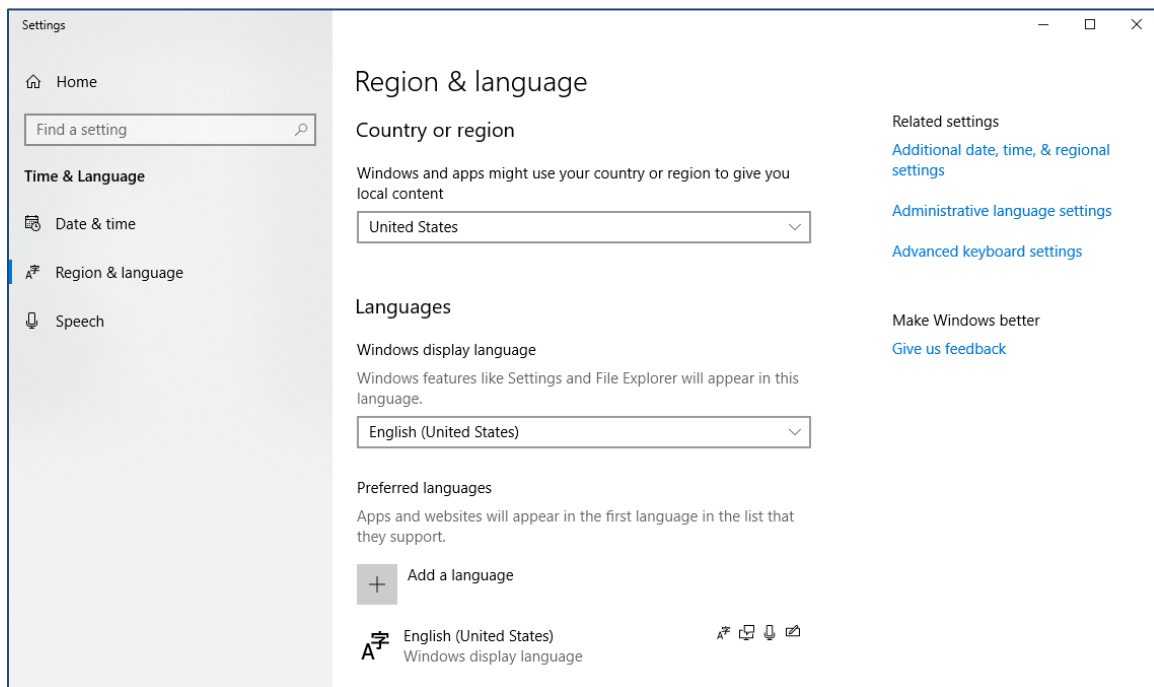 Settings
Home
Find a setting
Time & Language
Date & time
Region & language
Speech
Region & language
Country or region
Windows and apps might use your country or region to give you
local content
United States
Languages
Windows display language
Windows features like Settings and File Explorer will appear in this
language.
English (United States)
Preferred languages
Apps and websites will appear in the first language in the list that
they support.
Add a language
A字 English (United States)
Windows display language
Related settings
Additional date, time, & regional
settings
Administrative language settings
Advanced keyboard settings
Make Windows better
Give us feedback